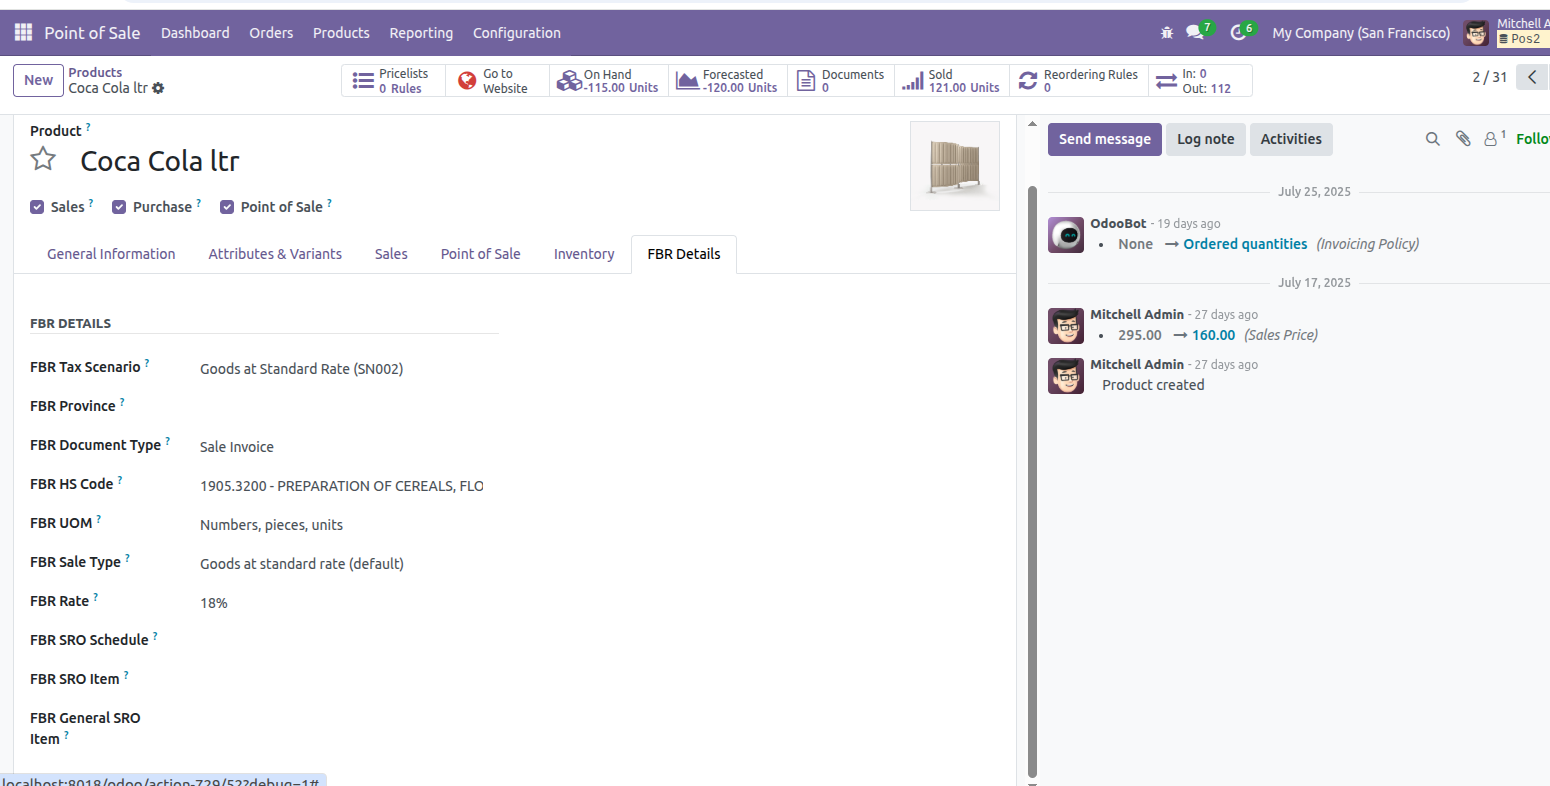 Point of Sale Dashboard Orders Products Reporting Configuration 7 6 My Company (San Francisco) Mitchell A
Pos2
New Products
Coca Cola ltr
Pricelists
0 Rules
Go to
Website
On Hand
-115.00 Units
Forecasted
-120.00 Units
Documents
0
Sold
121.00 Units
Reordering Rules
0
In: 0
Out: 112
2 / 31
Product ?
Coca Cola ltr
Sales ? Purchase ? Point of Sale ?
General Information Attributes & Variants Sales Point of Sale Inventory FBR Details
FBR DETAILS
FBR Tax Scenario ? Goods at Standard Rate (SN002)
FBR Province ?
FBR Document Type ? Sale Invoice
FBR HS Code ? 1905.3200 - PREPARATION OF CEREALS, FLO
FBR UOM ? Numbers, pieces, units
FBR Sale Type ? Goods at standard rate (default)
FBR Rate ? 18%
FBR SRO Schedule ?
FBR SRO Item ?
FBR General SRO
Item ?
localhost:8018/odoo/action-729/52?debug=1#
Send message Log note Activities 1 Follo
July 25, 2025
OdooBot - 19 days ago
• None → Ordered quantities (Invoicing Policy)
July 17, 2025
Mitchell Admin - 27 days ago
• 295.00 → 160.00 (Sales Price)
Mitchell Admin - 27 days ago
Product created